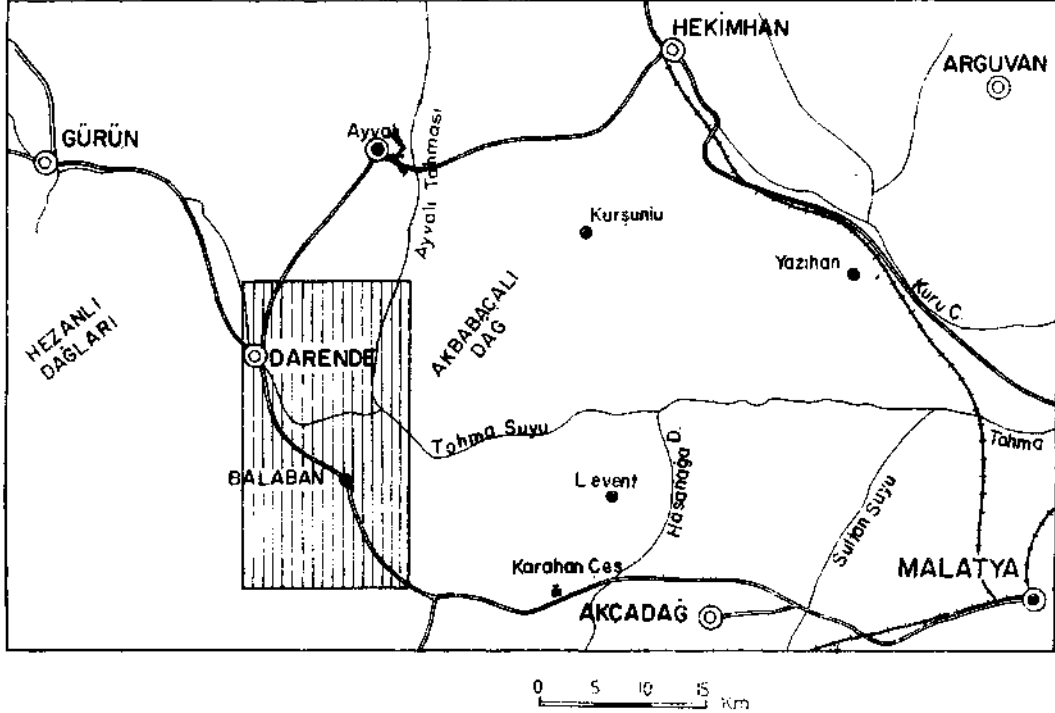 HEKİMHAN
ARGUVAN
GÜRÜN
Ayvalı
Ayvalı Tahması
Kurşunlu
Yazıhan
Kuru Ç.
HEZANLI
DAĞLARI
AKBABAÇALI
DAĞ
DARENDE
Tohma Suyu
Tohma
BALABAN
Levent
Hasanağa D.
Sultan Suyu
Karahan Çeş
MALATYA
AKÇADAĞ
0 5 10 15 Km